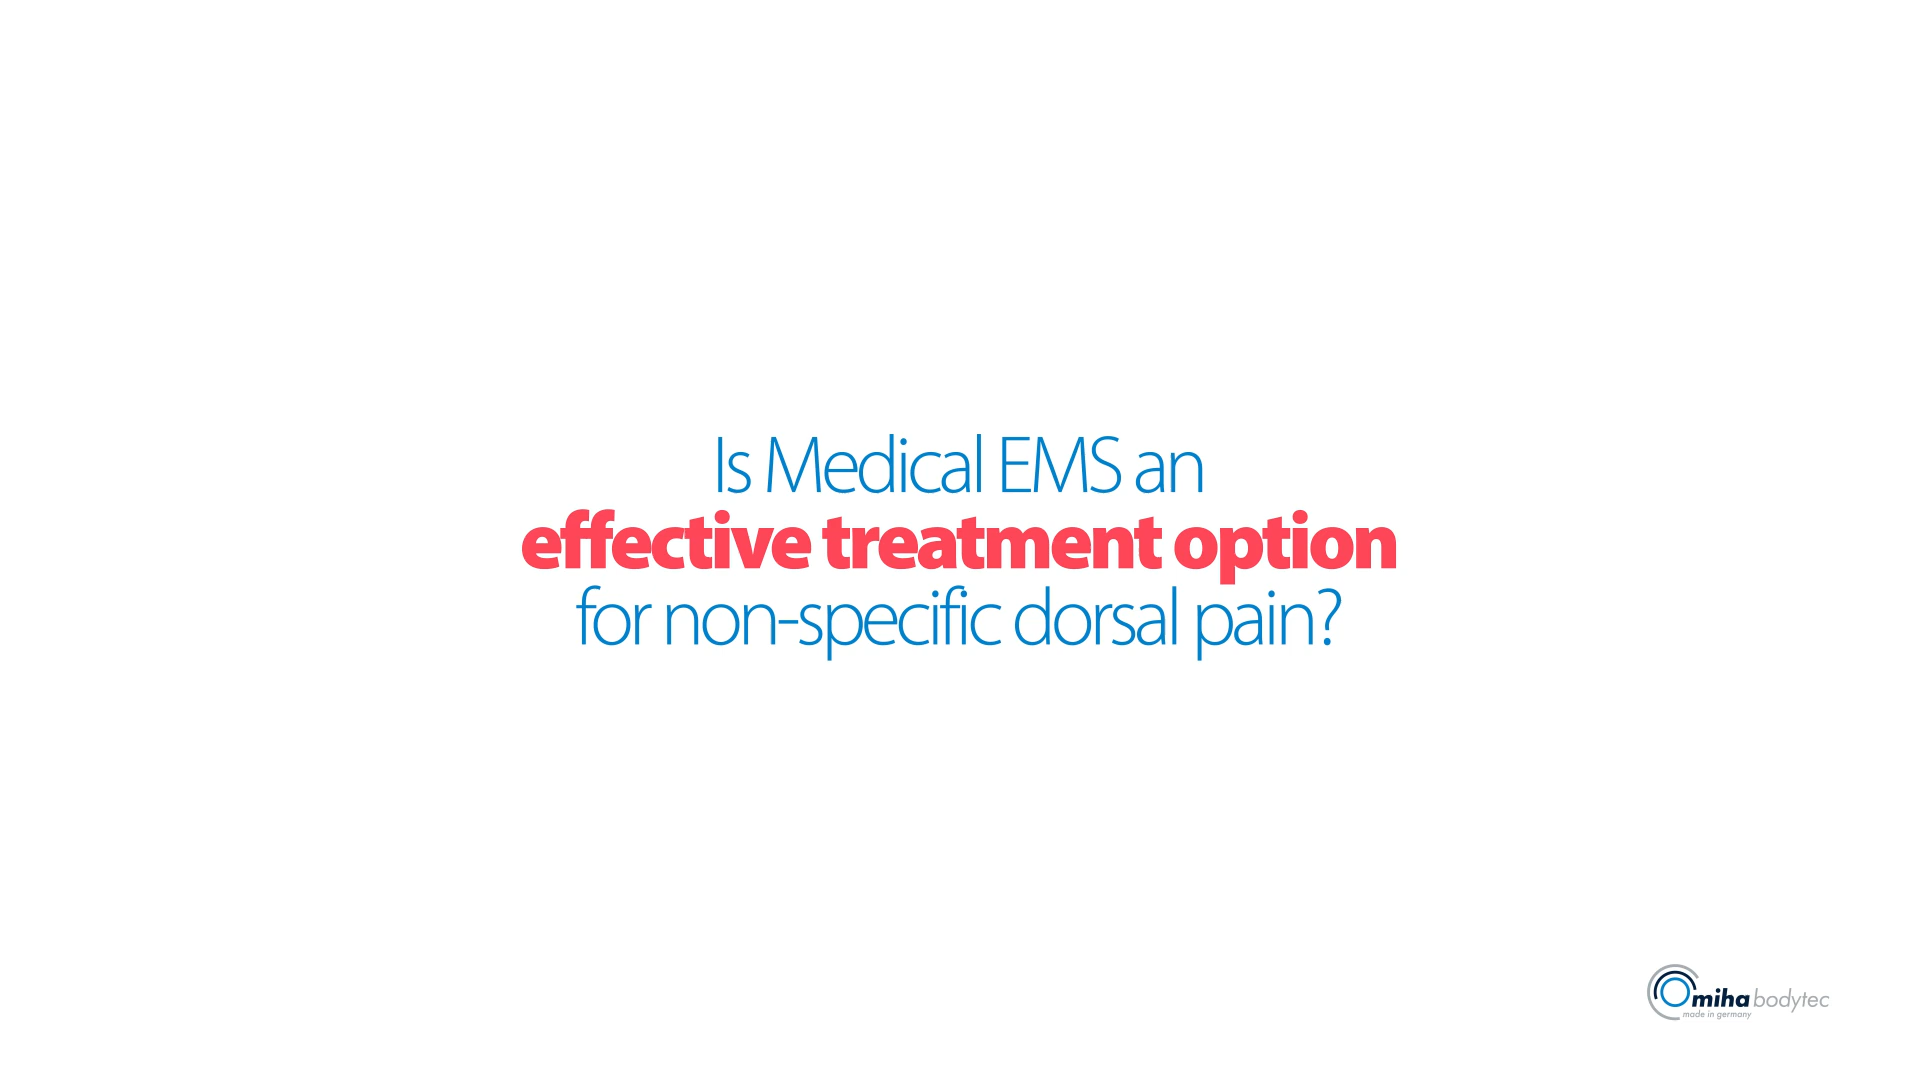 Is Medical EMS an
effective treatment option
for non-specific dorsal pain?
miha bodytec
made in germany